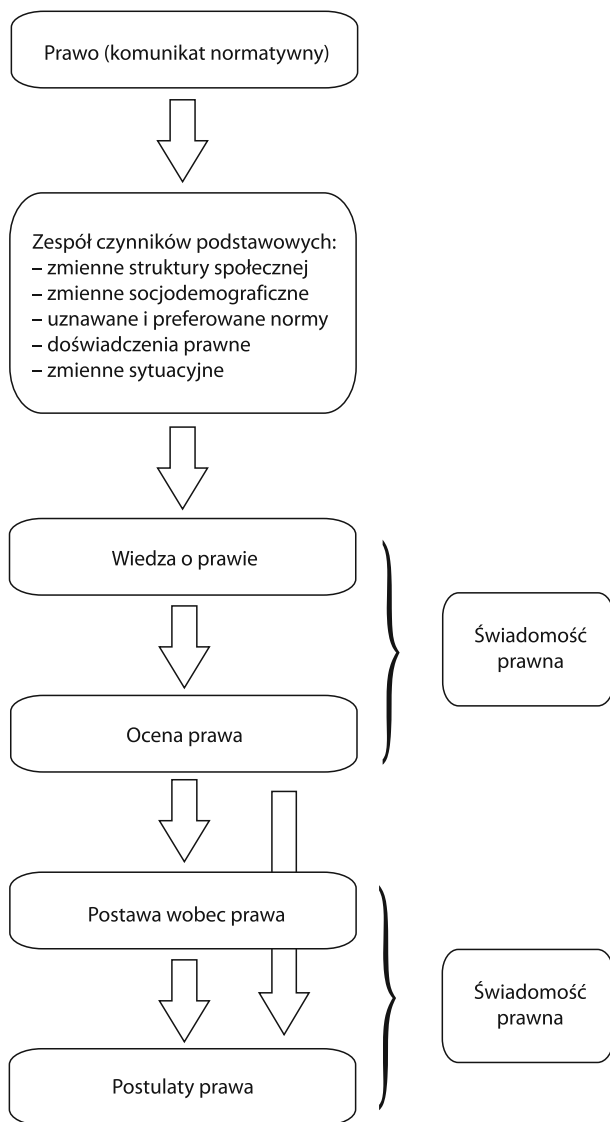 Prawo (komunikat normatywny)
Zespół czynników podstawowych:
– zmienne struktury społecznej
– zmienne socjodemograficzne
– uznawane i preferowane normy
– doświadczenia prawne
– zmienne sytuacyjne
Wiedza o prawie
Świadomość
prawna
Ocena prawa
Postawa wobec prawa
Świadomość
prawna
Postulaty prawa